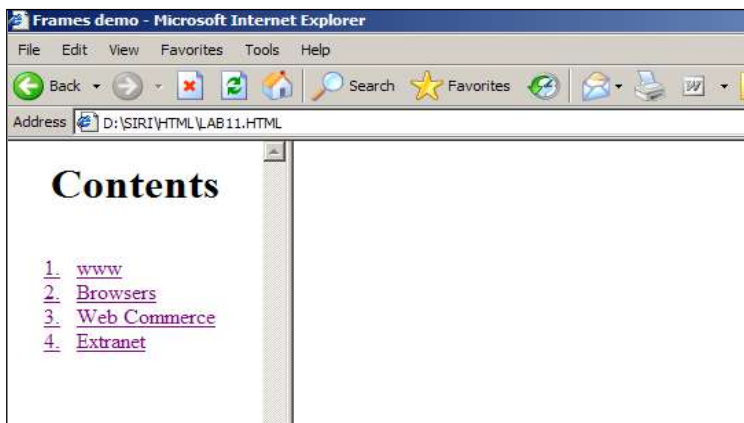 Frames demo - Microsoft Internet Explorer
File Edit View Favorites Tools Help
Back Search Favorites W
Address D:\SIRI\HTML\LAB11.HTML
Contents
1. www
2. Browsers
3. Web Commerce
4. Extranet